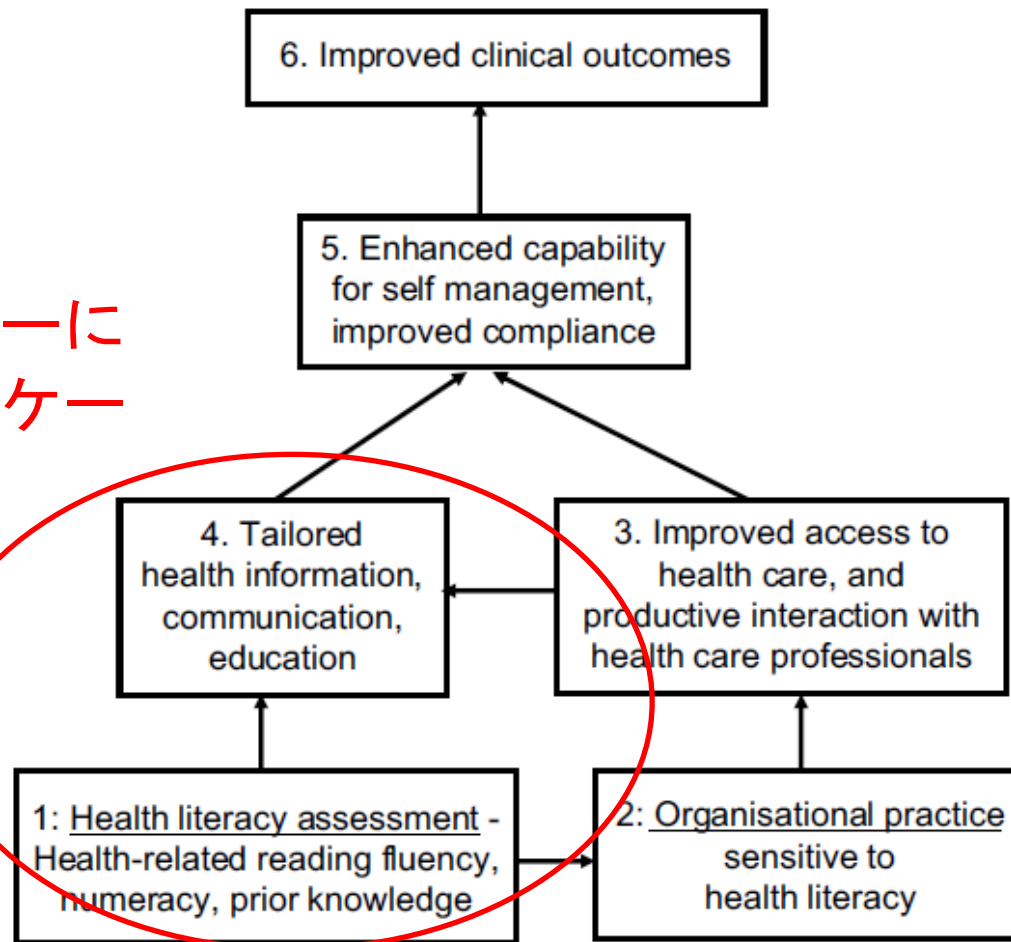 6. Improved clinical outcomes
5. Enhanced capability
for self management,
improved compliance
ーに
ケー
4. Tailored
health information,
communication,
education
3. Improved access to
health care, and
productive interaction with
health care professionals
1: Health literacy assessment -
Health-related reading fluency,
numeracy, prior knowledge
2: Organisational practice
sensitive to
health literacy